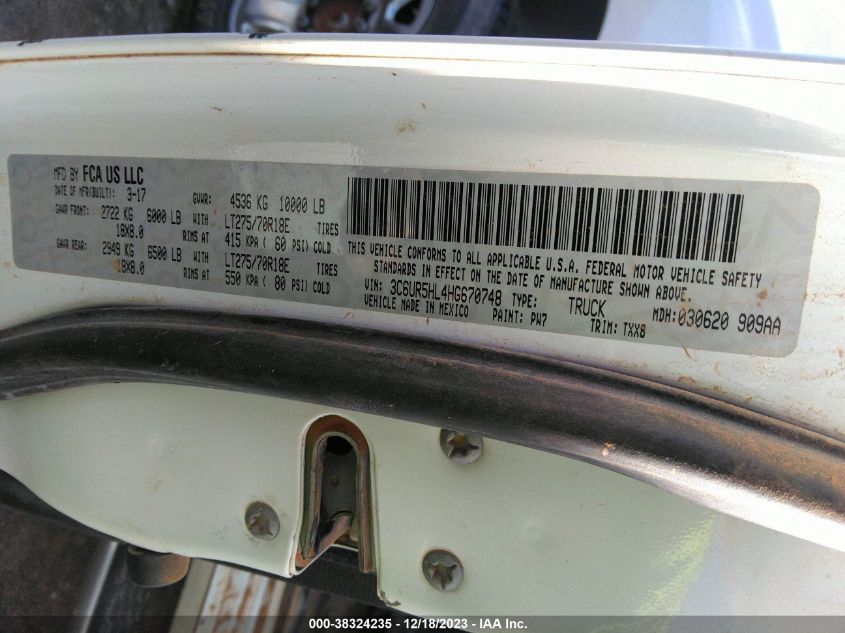 MFD BY FCA US LLC
DATE OF MFR(BUILT): 3-17 GVWR: 4536 KG 10000 LB
GAWR FRONT: 2722 KG 6000 LB WITH LT275/70R18E TIRES
18X8.0 RIMS AT 415 KPA ( 60 PSI) COLD
GAWR REAR: 2949 KG 6500 LB WITH LT275/70R18E TIRES
18X8.0 RIMS AT 550 KPA ( 80 PSI) COLD
THIS VEHICLE CONFORMS TO ALL APPLICABLE U.S.A. FEDERAL MOTOR VEHICLE SAFETY
STANDARDS IN EFFECT ON THE DATE OF MANUFACTURE SHOWN ABOVE.
VIN: 3C6UR5HL4HG670748 TYPE: TRUCK MDH:030620 909AA
VEHICLE MADE IN MEXICO PAINT: PW7 TRIM: TXX8
000-38324235 - 12/18/2023 - IAA Inc.